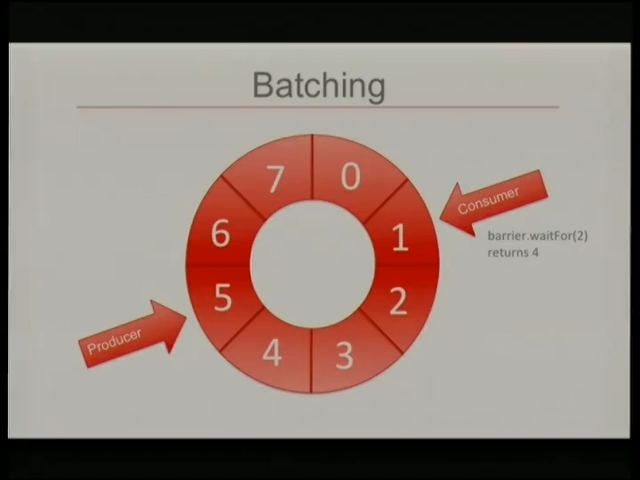 Batching
7
0
6
1
5
2
4
3
Consumer
barrier.waitFor(2)
returns 4
Producer